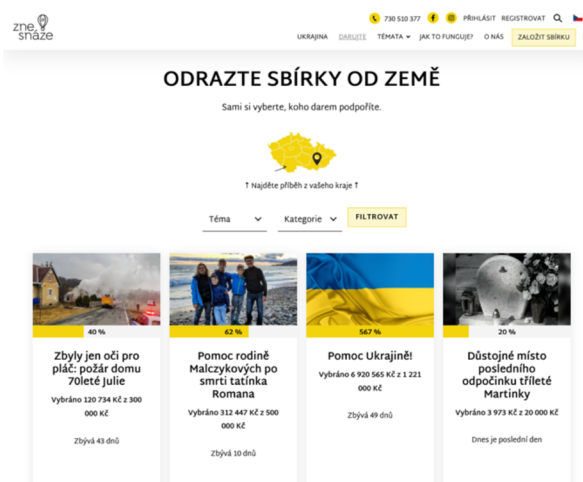 zne
snáze
730 510 377 PŘIHLÁSIT REGISTROVAT
UKRAJINA DARUJTE TÉMATA JAK TO FUNGUJE? O NÁS ZALOŽIT SBÍRKU
ODRAZTE SBÍRKY OD ZEMĚ
Sami si vyberte, koho darem podpoříte.
↑ Najděte příběh z vašeho kraje ↑
Téma Kategorie FILTROVAT
40 %
Zbyly jen oči pro
pláč: požár domu
70leté Julie
Vybráno 120 734 Kč z 300
000 Kč
Zbývá 43 dnů
62 %
Pomoc rodině
Malczykových po
smrti tatínka
Romana
Vybráno 312 447 Kč z 500
000 Kč
Zbývá 10 dnů
567 %
Pomoc Ukrajině!
Vybráno 6 920 565 Kč z 1 221
000 Kč
Zbývá 49 dnů
20 %
Důstojné místo
posledního
odpočinku tříleté
Martinky
Vybráno 3 973 Kč z 20 000 Kč
Dnes je poslední den